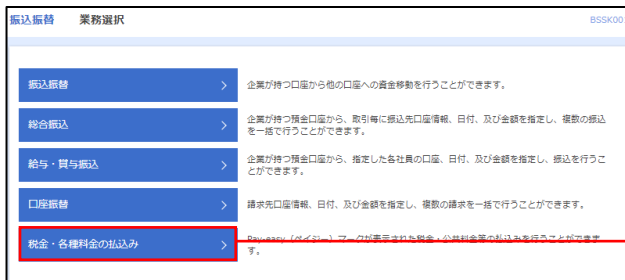 振込振替 業務選択 BSSK00
振込振替
企業が持つ口座から他の口座への資金移動を行うことができます。
総合振込
企業が持つ預金口座から、取引毎に振込先口座情報、日付、及び金額を指定し、複数の振込
を一括で行うことができます。
給与・賞与振込
企業が持つ預金口座から、指定した各社員の口座、日付、及び金額を指定し、振込を行うこ
とができます。
口座振替
請求先口座情報、日付、及び金額を指定し、複数の請求を一括で行うことができます。
税金・各種料金の払込み
Pay-easy（ペイジー）マークが表示された税金・公共料金等の払込みを行うことができま
す。